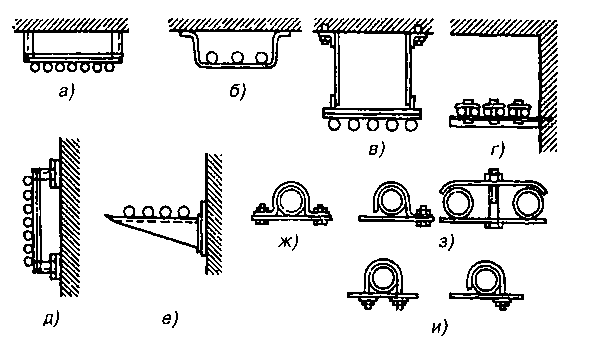 а) б) в) г)
д) е) ж) з)
и)